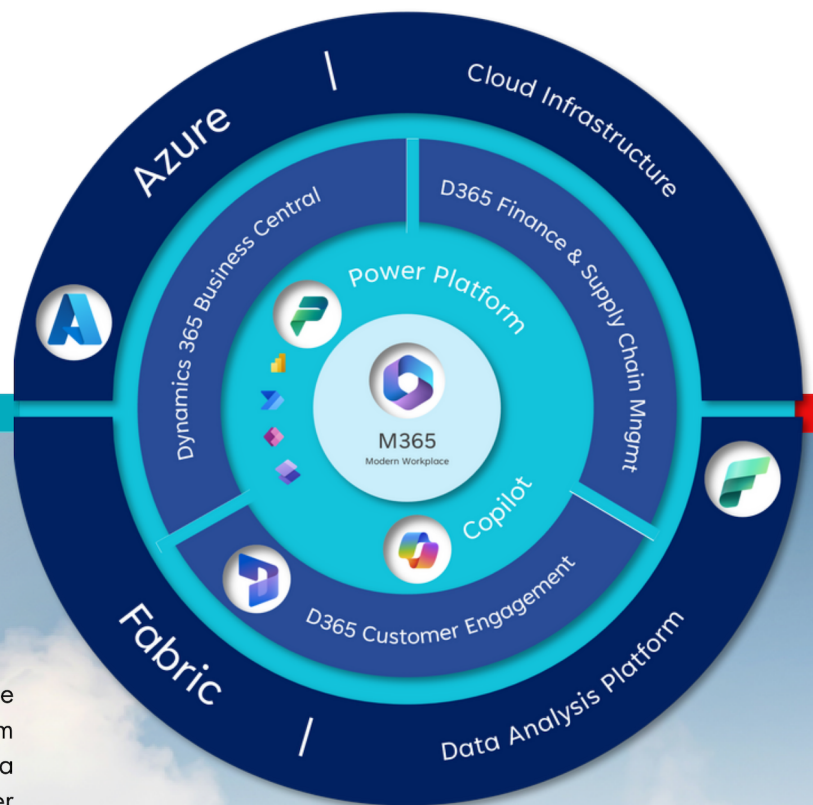 Azure | Cloud Infrastructure
Dynamics 365 Business Central
D365 Finance & Supply Chain Mngmt
Power Platform
M365
Modern Workplace
Copilot
D365 Customer Engagement
Fabric | Data Analysis Platform
e
m
a
er